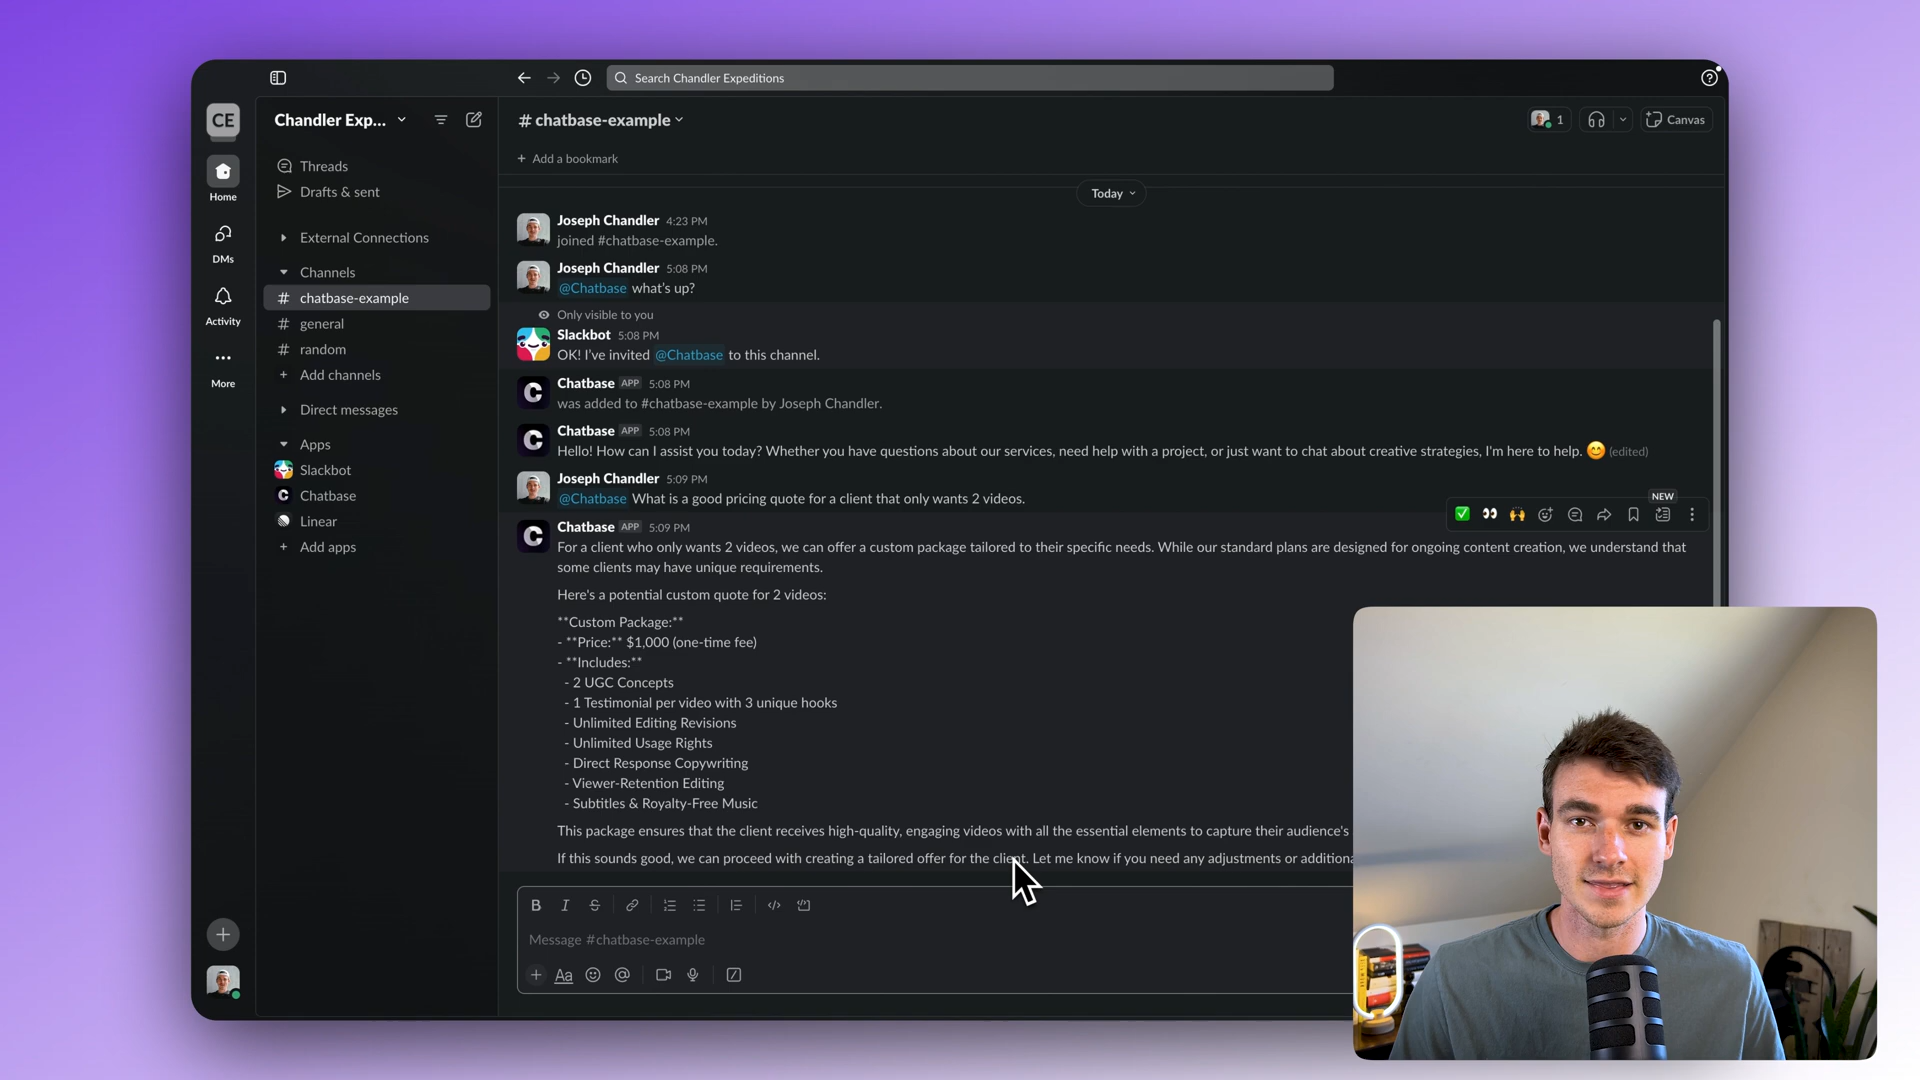 Search Chandler Expeditions
CE
Chandler Exp...
# chatbase-example
1
Canvas
+ Add a bookmark
Home
DMs
Activity
More
Threads
Drafts & sent
External Connections
Channels
# chatbase-example
# general
# random
+ Add channels
Direct messages
Apps
Slackbot
C Chatbase
Linear
+ Add apps
Today
Joseph Chandler 4:23 PM
joined #chatbase-example.
Joseph Chandler 5:08 PM
@Chatbase what's up?
Only visible to you
Slackbot 5:08 PM
OK! I've invited @Chatbase to this channel.
C
Chatbase APP 5:08 PM
was added to #chatbase-example by Joseph Chandler.
C
Chatbase APP 5:08 PM
Hello! How can I assist you today? Whether you have questions about our services, need help with a project, or just want to chat about creative strategies, I'm here to help. 😊 (edited)
Joseph Chandler 5:09 PM
@Chatbase What is a good pricing quote for a client that only wants 2 videos.
NEW
C
Chatbase APP 5:09 PM
For a client who only wants 2 videos, we can offer a custom package tailored to their specific needs. While our standard plans are designed for ongoing content creation, we understand that
some clients may have unique requirements.
Here's a potential custom quote for 2 videos:
**Custom Package:**
- **Price:** $1,000 (one-time fee)
- **Includes:**
- 2 UGC Concepts
- 1 Testimonial per video with 3 unique hooks
- Unlimited Editing Revisions
- Unlimited Usage Rights
- Direct Response Copywriting
- Viewer-Retention Editing
- Subtitles & Royalty-Free Music
This package ensures that the client receives high-quality, engaging videos with all the essential elements to capture their audience's
If this sounds good, we can proceed with creating a tailored offer for the client. Let me know if you need any adjustments or additiona
B I S
Message #chatbase-example
+ Aa @